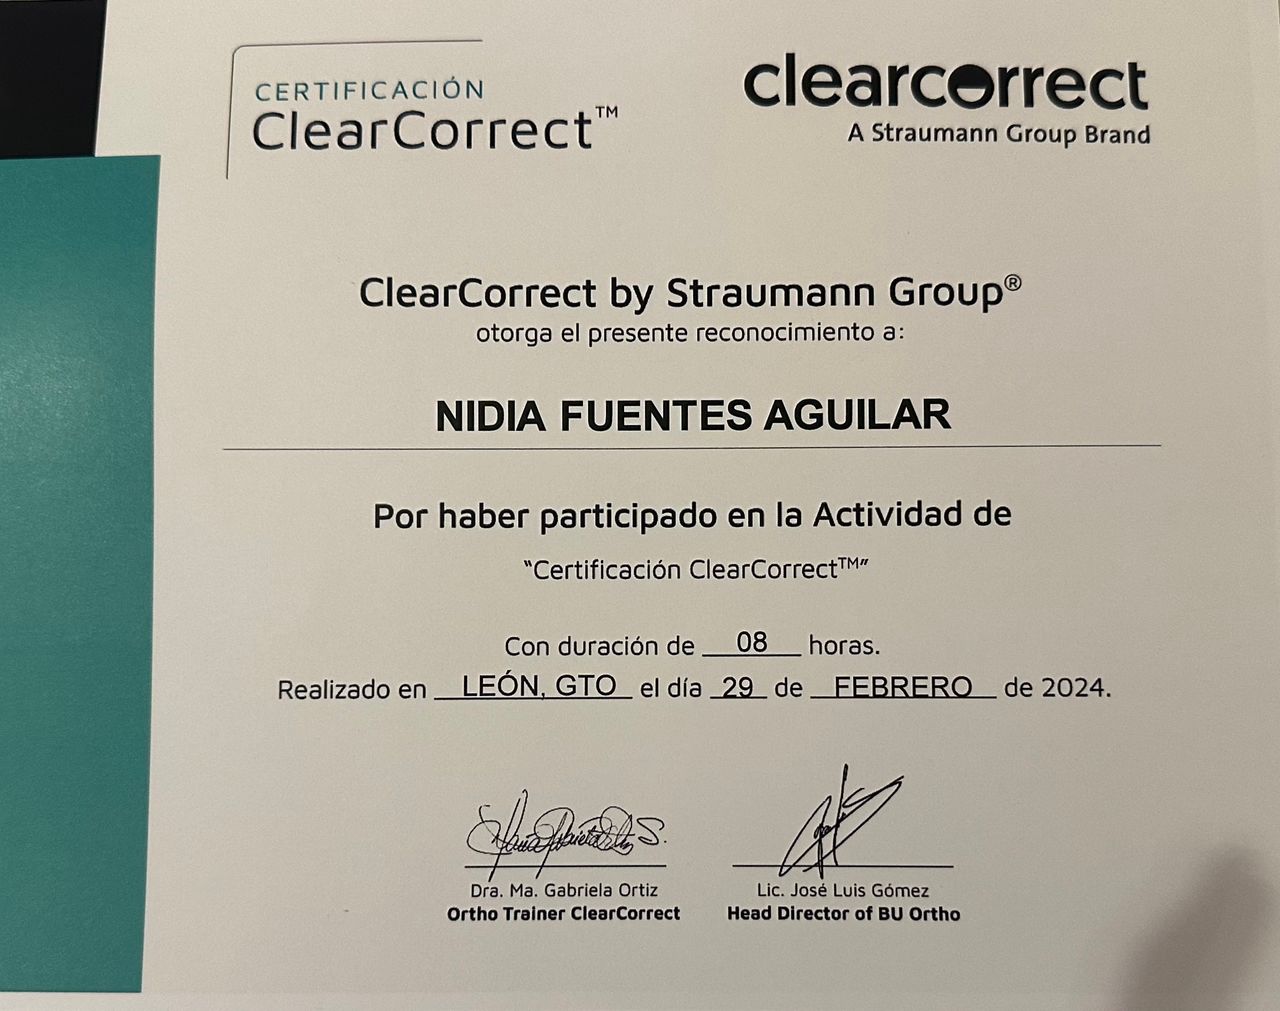 CERTIFICACIÓN
ClearCorrect™
clearcorrect
A Straumann Group Brand
ClearCorrect by Straumann Group®
otorga el presente reconocimiento a:
NIDIA FUENTES AGUILAR
Por haber participado en la Actividad de
“Certificación ClearCorrect™”
Con duración de 08 horas.
Realizado en LEÓN, GTO el día 29 de FEBRERO de 2024.
Dra. Ma. Gabriela Ortiz
Ortho Trainer ClearCorrect
Lic. José Luis Gómez
Head Director of BU Ortho